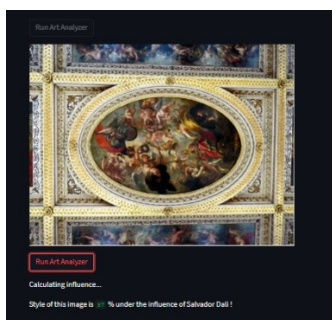 Run Art Analyzer
Run Art Analyzer
Calculating influence...
Style of this image is % under the influence of Salvador Dali !